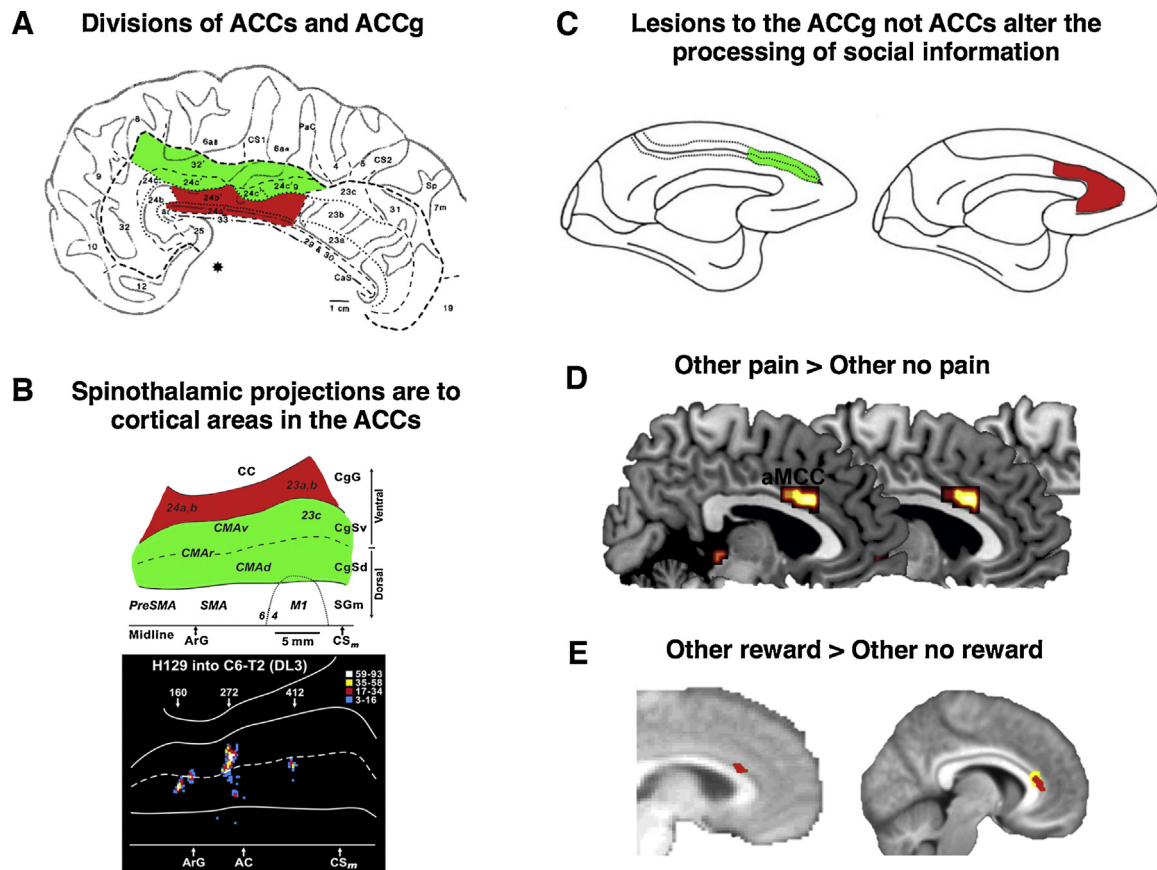 A
Divisions of ACCs and ACCg
8
6aβ
CS1
6aα
PaC
4
5
CS2
32'
9
24c
24c'
24c'g
23c
Sp
7m
24b
24b'
31
33
23b
32
25
23a
10
29 & 30
12
CaS
1 cm
19
B
Spinothalamic projections are to
cortical areas in the ACCs
CC
CgG
23a,b
24a,b
Ventral
23c
CMAv
CgSv
CMAr
CMAd
CgSd
Dorsal
PreSMA
SMA
6
4
M1
SGm
Midline
ArG
5 mm
CSm
H129 into C6-T2 (DL3)
59-93
35-58
17-34
3-16
160
272
412
ArG
AC
CSm
C
Lesions to the ACCg not ACCs alter the
processing of social information
D
Other pain > Other no pain
aMCC
E
Other reward > Other no reward